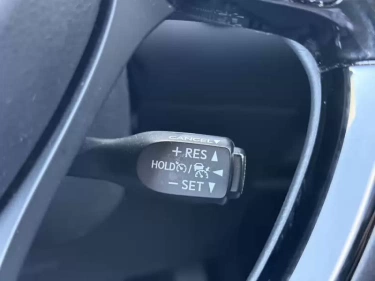 CANCEL▼
+ RES ▲
HOLD / ◀
− SET ▼